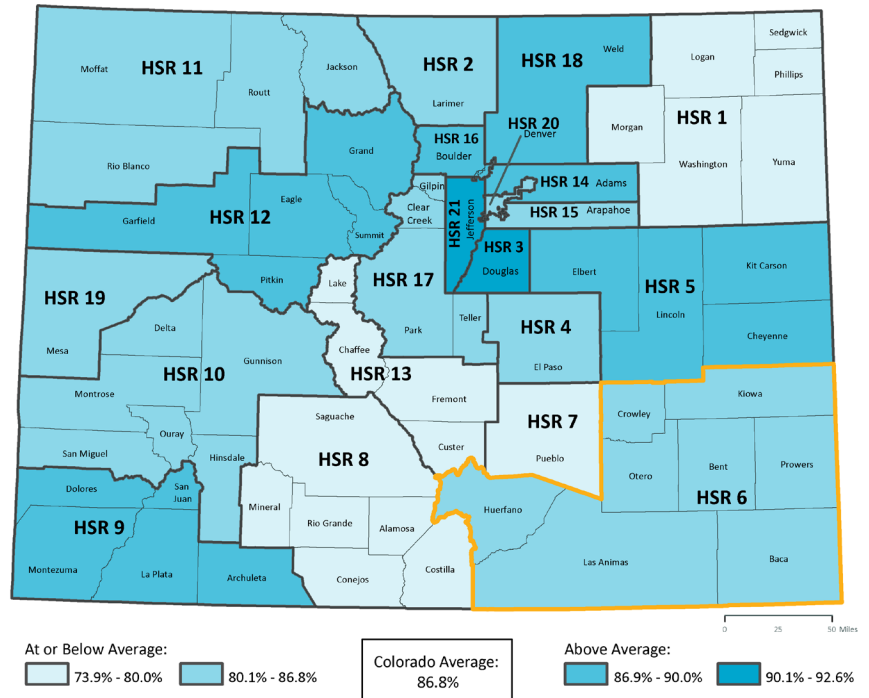 Sedgwick
Moffat
HSR 11
Jackson
HSR 2
HSR 18
Weld
Logan
Phillips
Routt
Larimer
HSR 20
Denver
Morgan
HSR 1
HSR 16
Boulder
Grand
Rio Blanco
Washington
Yuma
Gilpin
HSR 14
Adams
Eagle
Clear
Creek
HSR 21
Jefferson
HSR 15
Arapahoe
Garfield
HSR 12
Summit
HSR 3
Douglas
Elbert
Kit Carson
Pitkin
Lake
HSR 17
HSR 5
Lincoln
HSR 19
Delta
Park
Teller
HSR 4
Cheyenne
Mesa
Chaffee
Gunnison
El Paso
HSR 10
HSR 13
Montrose
Fremont
Kiowa
Saguache
HSR 7
Crowley
Ouray
San Miguel
Hinsdale
Custer
HSR 8
Pueblo
Otero
Bent
Prowers
Dolores
San
Juan
HSR 6
Mineral
Huerfano
HSR 9
Rio Grande
Alamosa
Montezuma
La Plata
Archuleta
Conejos
Costilla
Las Animas
Baca
0 25 50 Miles
At or Below Average:
73.9% - 80.0%
80.1% - 86.8%
Colorado Average:
86.8%
Above Average:
86.9% - 90.0%
90.1% - 92.6%